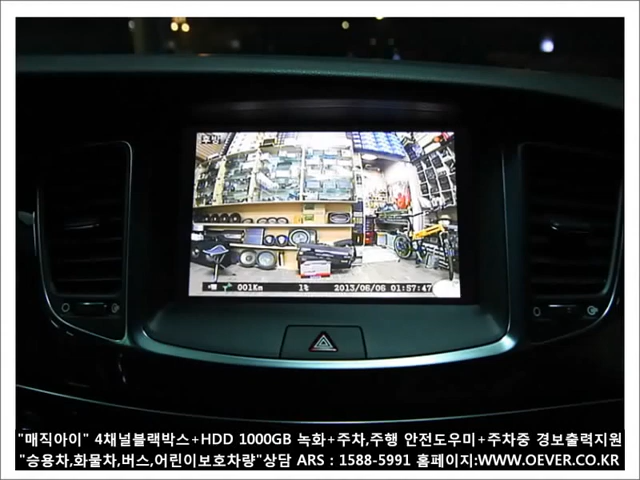 후방
001Km 1% 2013/06/06 01:57:47
"매직아이" 4채널블랙박스+HDD 1000GB 녹화+주차,주행 안전도우미+주차중 경보출력지원
"승용차,화물차,버스,어린이보호차량"상담 ARS : 1588-5991 홈페이지:WWW.OEVER.CO.KR